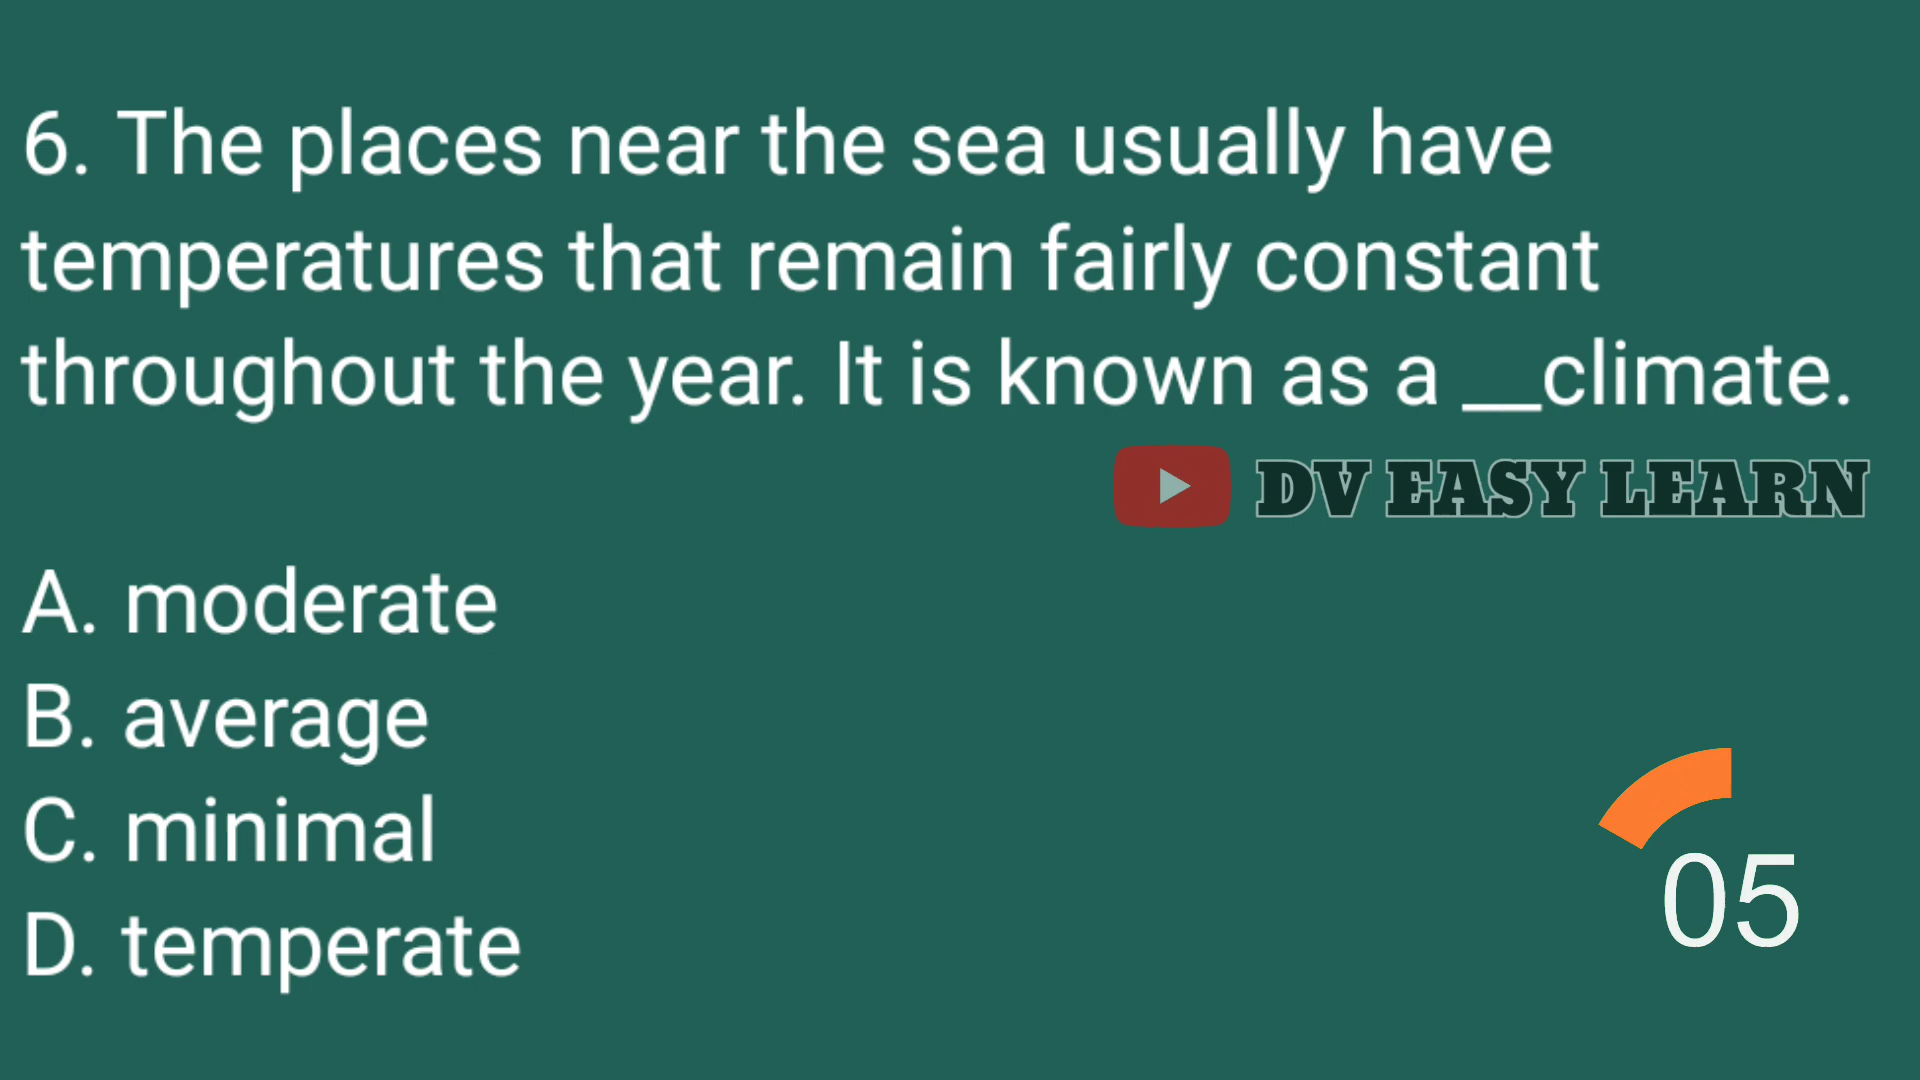 6. The places near the sea usually have
temperatures that remain fairly constant
throughout the year. It is known as a __climate.
DV EASY LEARN
A. moderate
B. average
C. minimal
D. temperate
05